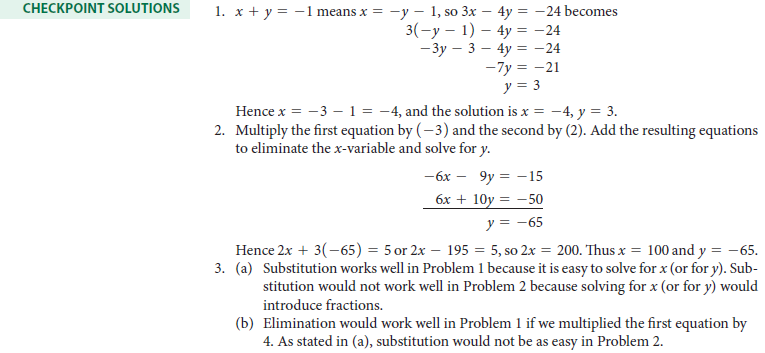 CHECKPOINT SOLUTIONS
1. x + y = −1 means x = −y − 1, so 3x − 4y = −24 becomes
3(−y − 1) − 4y = −24
−3y − 3 − 4y = −24
−7y = −21
y = 3
Hence x = −3 − 1 = −4, and the solution is x = −4, y = 3.
2. Multiply the first equation by (−3) and the second by (2). Add the resulting equations
to eliminate the x-variable and solve for y.
−6x − 9y = −15
6x + 10y = −50
y = −65
Hence 2x + 3(−65) = 5 or 2x − 195 = 5, so 2x = 200. Thus x = 100 and y = −65.
3. (a) Substitution works well in Problem 1 because it is easy to solve for x (or for y). Sub-
stitution would not work well in Problem 2 because solving for x (or for y) would
introduce fractions.
(b) Elimination would work well in Problem 1 if we multiplied the first equation by
4. As stated in (a), substitution would not be as easy in Problem 2.